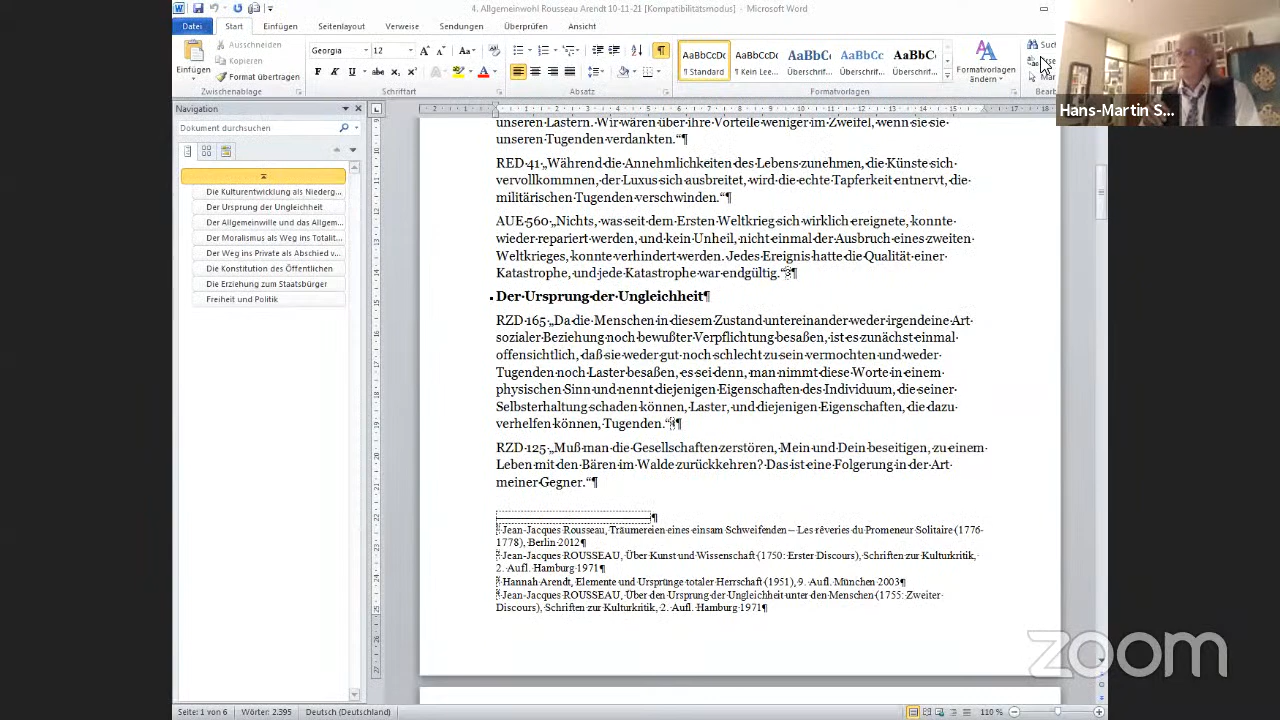 4. Allgemeinwohl Rousseau Arendt 10-11-21 [Kompatibilitätsmodus] - Microsoft Word
Datei Start Einfügen Seitenlayout Verweise Sendungen Überprüfen Ansicht
Einfügen
Ausschneiden
Kopieren
Format übertragen
Zwischenablage
Georgia 12
Schriftart
Absatz
AaBbCcDc AaBbCcDc AaBbC AaBbCc AaBbC
¶ Standard ¶ Kein Lee... Überschrif... Überschrif... Überschrif...
Formatvorlagen ändern
Formatvorlagen
Hans-Martin S...
Navigation
Dokument durchsuchen
Die Kulturentwicklung als Niederg...
Der Ursprung der Ungleichheit
Der Allgemeinwille und das Allgem...
Der Moralismus als Weg ins Totalit...
Der Weg ins Private als Abschied v...
Die Konstitution des Öffentlichen
Die Erziehung zum Staatsbürger
Freiheit und Politik
unseren Lastern. Wir wären über ihre Vorteile weniger im Zweifel, wenn sie sie
unseren Tugenden verdankten.“¶
RED 41 „Während die Annehmlichkeiten des Lebens zunehmen, die Künste sich
vervollkommnen, der Luxus sich ausbreitet, wird die echte Tapferkeit entnervt, die
militärischen Tugenden verschwinden.“¶
AUE 560 „Nichts, was seit dem Ersten Weltkrieg sich wirklich ereignete, konnte
wieder repariert werden, und kein Unheil, nicht einmal der Ausbruch eines zweiten
Weltkrieges, konnte verhindert werden. Jedes Ereignis hatte die Qualität einer
Katastrophe, und jede Katastrophe war endgültig.“3¶
Der Ursprung der Ungleichheit¶
RZD 165 „Da die Menschen in diesem Zustand untereinander weder irgendeine Art
sozialer Beziehung noch bewußter Verpflichtung besaßen, ist es zunächst einmal
offensichtlich, daß sie weder gut noch schlecht zu sein vermochten und weder
Tugenden noch Laster besaßen, es sei denn, man nimmt diese Worte in einem
physischen Sinn und nennt diejenigen Eigenschaften des Individuum, die seiner
Selbsterhaltung schaden können, Laster, und diejenigen Eigenschaften, die dazu
verhelfen können, Tugenden.“4¶
RZD 125 „Muß man die Gesellschaften zerstören, Mein und Dein beseitigen, zu einem
Leben mit den Bären im Walde zurückkehren? Das ist eine Folgerung in der Art
meiner Gegner.“¶
Jean-Jacques Rousseau, Träumereien eines einsam Schweifenden – Les rêveries du Promeneur Solitaire (1776-
1778), Berlin 2012¶
Jean-Jacques ROUSSEAU, Über Kunst und Wissenschaft (1750: Erster Discours), Schriften zur Kulturkritik,
2. Aufl. Hamburg 1971¶
Hannah Arendt, Elemente und Ursprünge totaler Herrschaft (1951), 9. Aufl. München 2003¶
Jean-Jacques ROUSSEAU, Über den Ursprung der Ungleichheit unter den Menschen (1755: Zweiter
Discours), Schriften zur Kulturkritik, 2. Aufl. Hamburg 1971¶
zoom
Seite: 1 von 6 Wörter: 2.395 Deutsch (Deutschland) 110 %